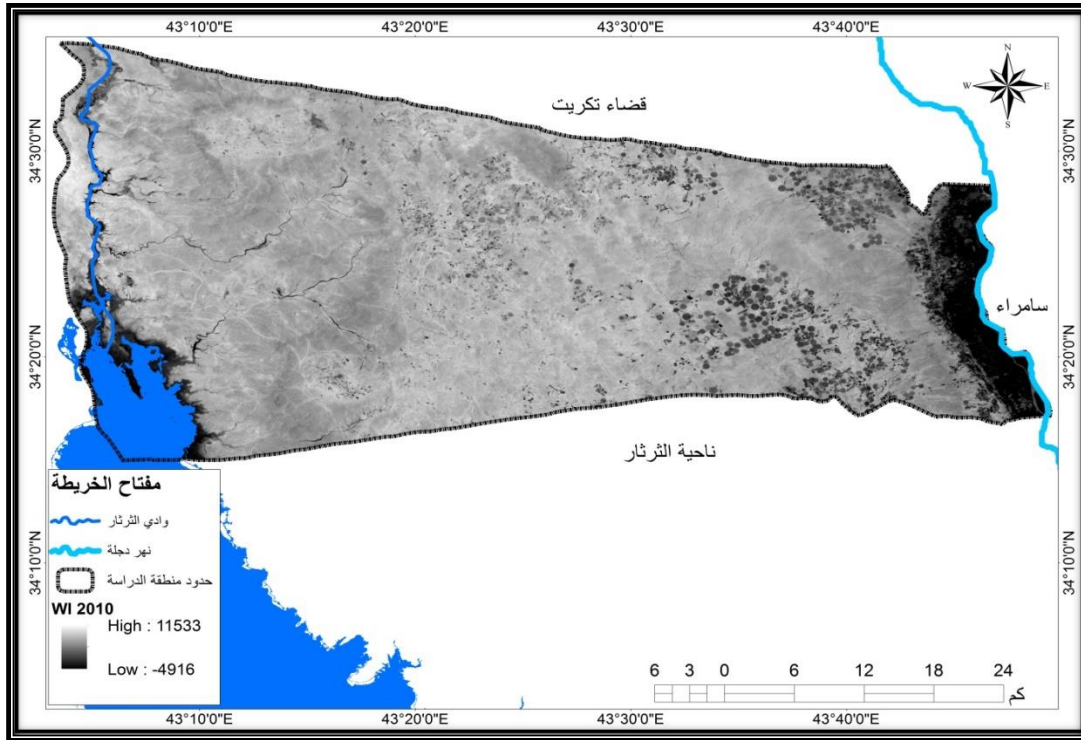 43°10'0"E 43°20'0"E 43°30'0"E 43°40'0"E
N
W E
S
قضاء تكريت
34°30'0"N 34°30'0"N
سامراء
34°20'0"N 34°20'0"N
ناحية الثرثار
مفتاح الخريطة
وادي الثرثار
نهر دجلة
حدود منطقة الدراسة
34°10'0"N 34°10'0"N
WI 2010
High : 11533
Low : -4916
6 3 0 6 12 18 24
كم
43°10'0"E 43°20'0"E 43°30'0"E 43°40'0"E